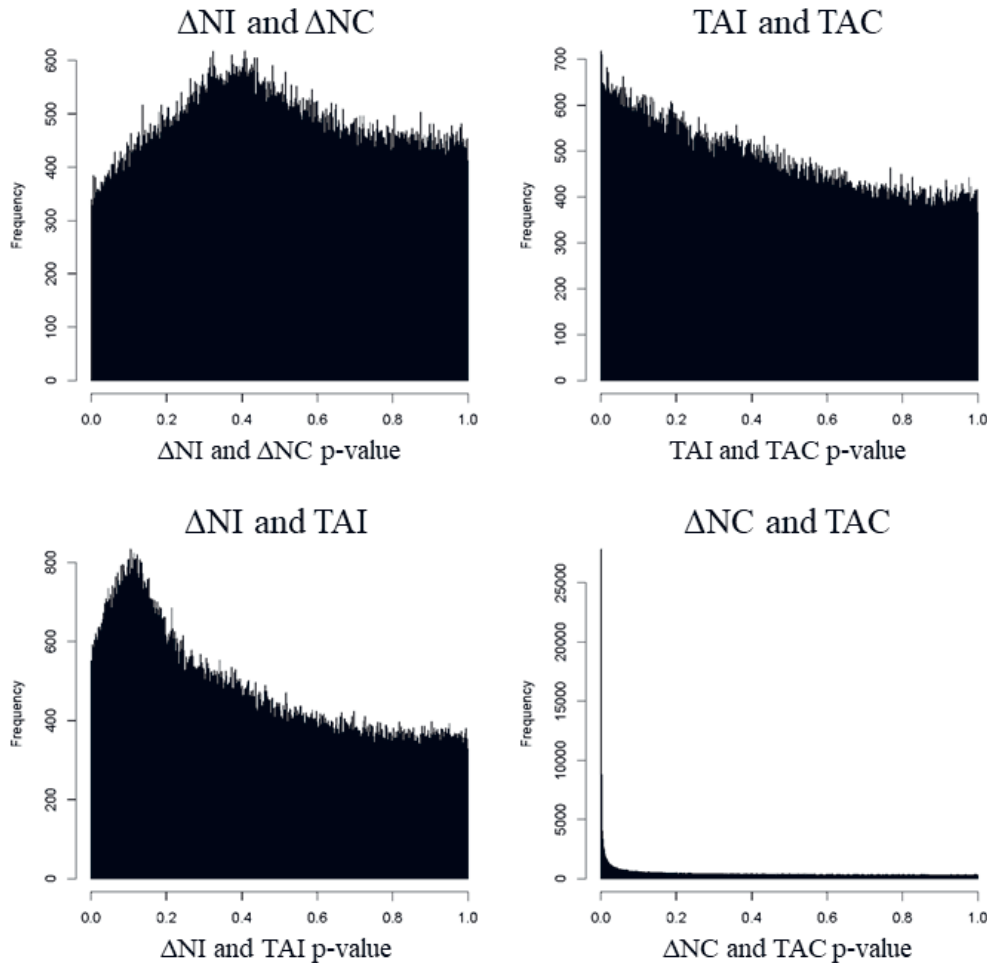 ΔNI and ΔNC
Frequency
0
100
200
300
400
500
600
0.0 0.2 0.4 0.6 0.8 1.0
ΔNI and ΔNC p-value
TAI and TAC
Frequency
0
100
200
300
400
500
600
700
0.0 0.2 0.4 0.6 0.8 1.0
TAI and TAC p-value
ΔNI and TAI
Frequency
0
200
400
600
800
0.0 0.2 0.4 0.6 0.8 1.0
ΔNI and TAI p-value
ΔNC and TAC
Frequency
0
5000
10000
15000
20000
25000
0.0 0.2 0.4 0.6 0.8 1.0
ΔNC and TAC p-value